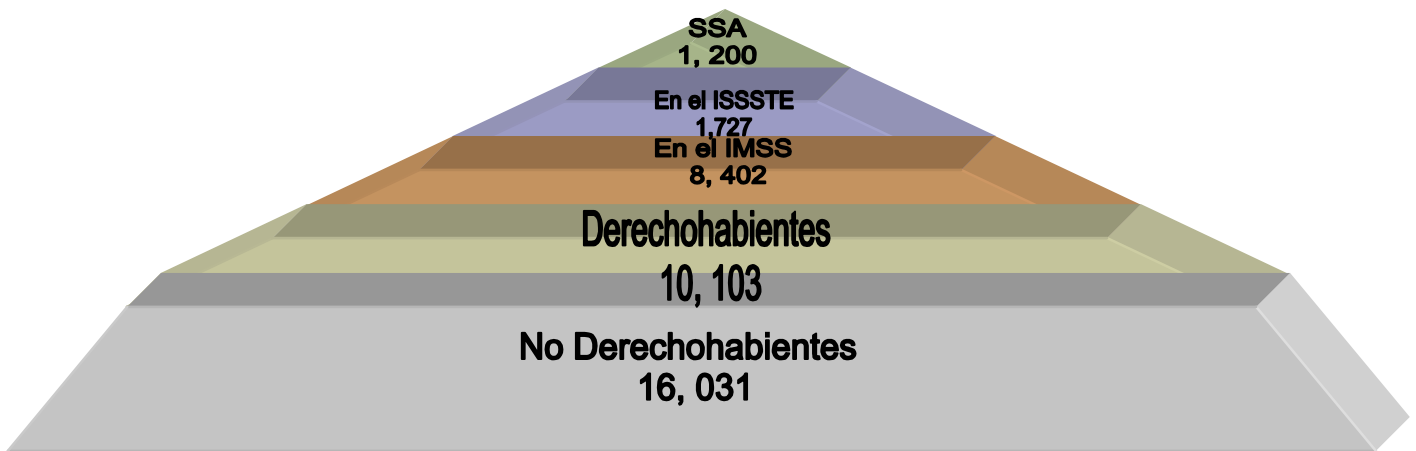 SSA
1, 200
En el ISSSTE
1,727
En el IMSS
8, 402
Derechohabientes
10, 103
No Derechohabientes
16, 031